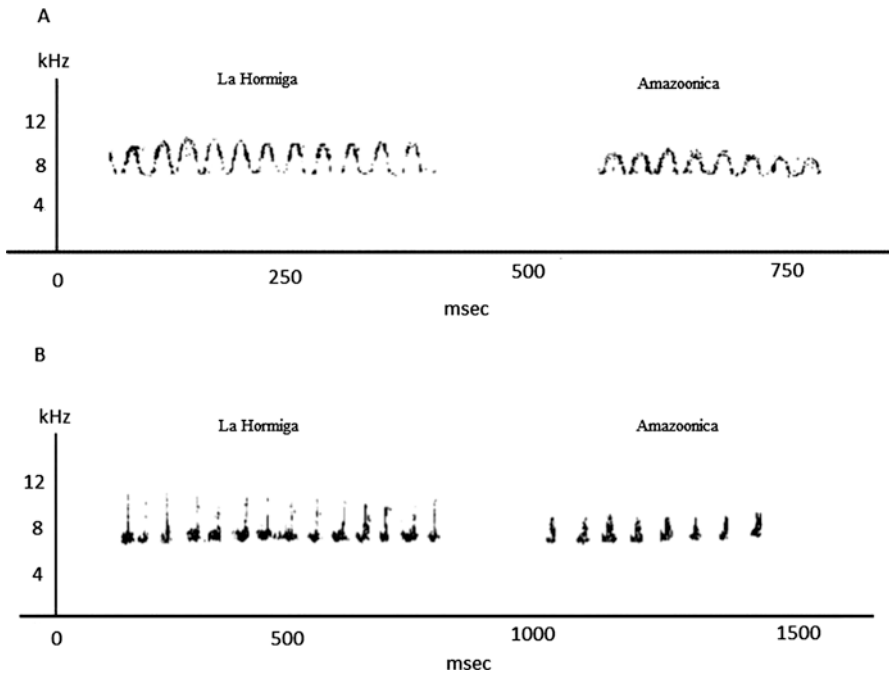 A
kHz
La Hormiga Amazoonica
12
8
4
0 250 500 750
msec
B
kHz
La Hormiga Amazoonica
12
8
4
0 500 1000 1500
msec